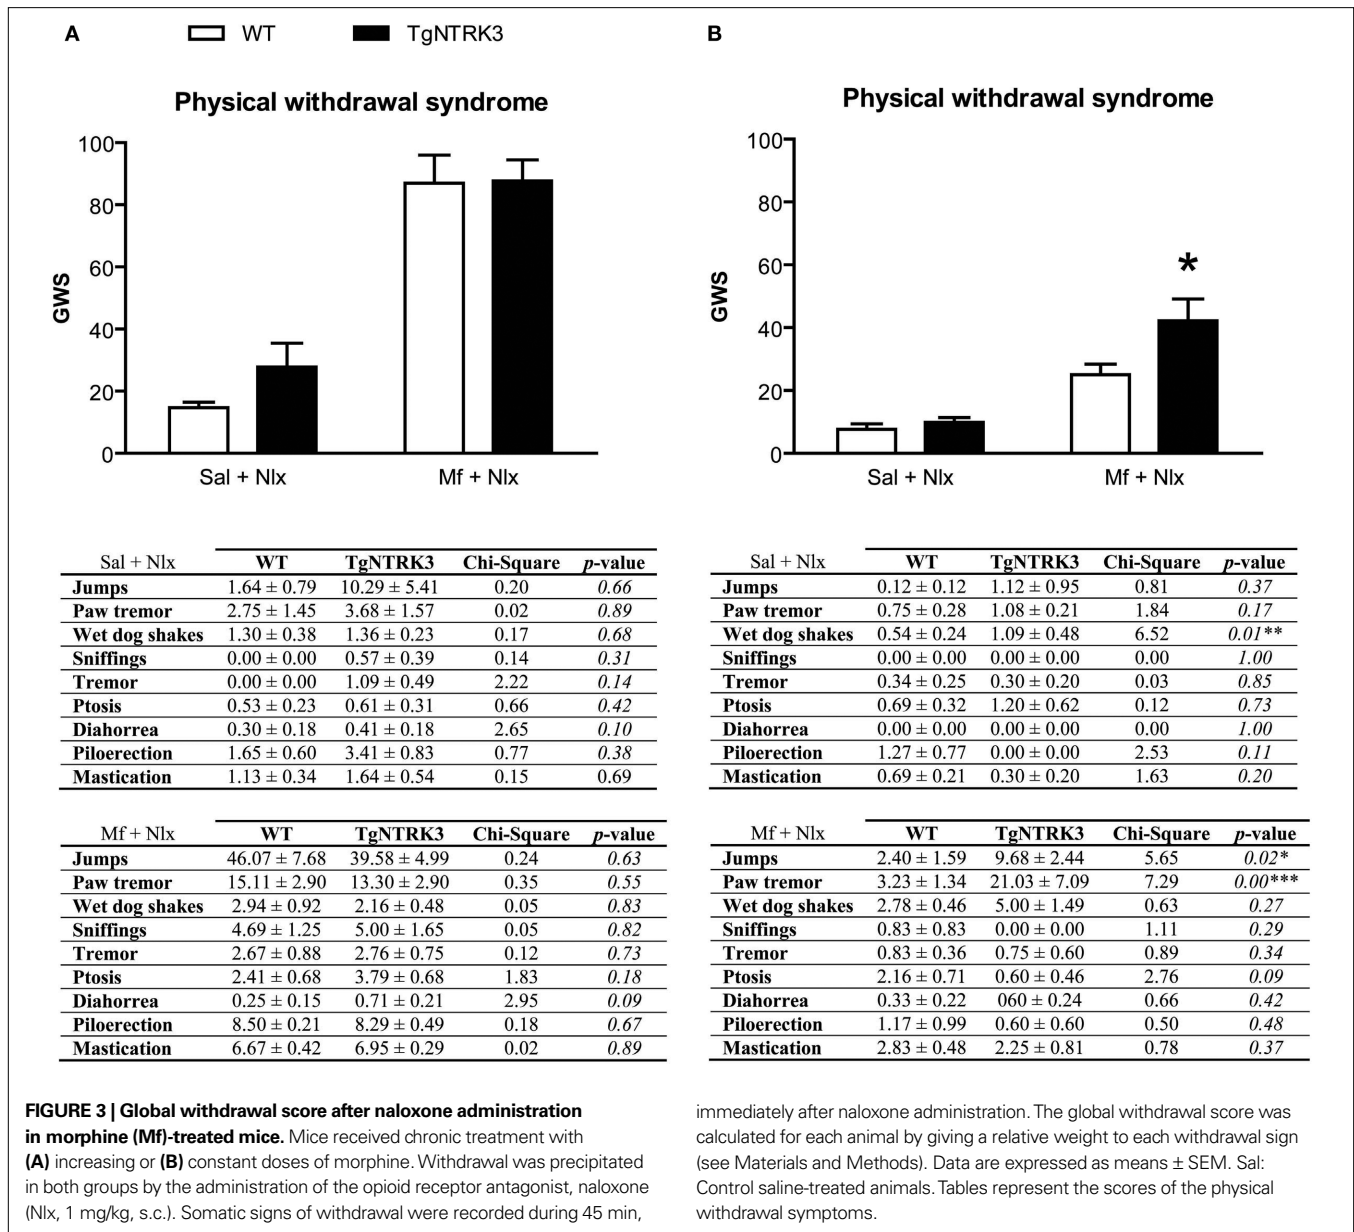 A
WT
TgNTRK3
Physical withdrawal syndrome
100
80
60
40
20
0
GWS
Sal + Nlx
Mf + Nlx
Sal + Nlx WT TgNTRK3 Chi-Square p-value
Jumps 1.64 ± 0.79 10.29 ± 5.41 0.20 0.66
Paw tremor 2.75 ± 1.45 3.68 ± 1.57 0.02 0.89
Wet dog shakes 1.30 ± 0.38 1.36 ± 0.23 0.17 0.68
Sniffings 0.00 ± 0.00 0.57 ± 0.39 0.14 0.31
Tremor 0.00 ± 0.00 1.09 ± 0.49 2.22 0.14
Ptosis 0.53 ± 0.23 0.61 ± 0.31 0.66 0.42
Diahorrea 0.30 ± 0.18 0.41 ± 0.18 2.65 0.10
Piloerection 1.65 ± 0.60 3.41 ± 0.83 0.77 0.38
Mastication 1.13 ± 0.34 1.64 ± 0.54 0.15 0.69
Mf + Nlx WT TgNTRK3 Chi-Square p-value
Jumps 46.07 ± 7.68 39.58 ± 4.99 0.24 0.63
Paw tremor 15.11 ± 2.90 13.30 ± 2.90 0.35 0.55
Wet dog shakes 2.94 ± 0.92 2.16 ± 0.48 0.05 0.83
Sniffings 4.69 ± 1.25 5.00 ± 1.65 0.05 0.82
Tremor 2.67 ± 0.88 2.76 ± 0.75 0.12 0.73
Ptosis 2.41 ± 0.68 3.79 ± 0.68 1.83 0.18
Diahorrea 0.25 ± 0.15 0.71 ± 0.21 2.95 0.09
Piloerection 8.50 ± 0.21 8.29 ± 0.49 0.18 0.67
Mastication 6.67 ± 0.42 6.95 ± 0.29 0.02 0.89
B
Physical withdrawal syndrome
100
80
60
40
20
0
GWS
*
Sal + Nlx
Mf + Nlx
Sal + Nlx WT TgNTRK3 Chi-Square p-value
Jumps 0.12 ± 0.12 1.12 ± 0.95 0.81 0.37
Paw tremor 0.75 ± 0.28 1.08 ± 0.21 1.84 0.17
Wet dog shakes 0.54 ± 0.24 1.09 ± 0.48 6.52 0.01**
Sniffings 0.00 ± 0.00 0.00 ± 0.00 0.00 1.00
Tremor 0.34 ± 0.25 0.30 ± 0.20 0.03 0.85
Ptosis 0.69 ± 0.32 1.20 ± 0.62 0.12 0.73
Diahorrea 0.00 ± 0.00 0.00 ± 0.00 0.00 1.00
Piloerection 1.27 ± 0.77 0.00 ± 0.00 2.53 0.11
Mastication 0.69 ± 0.21 0.30 ± 0.20 1.63 0.20
Mf + Nlx WT TgNTRK3 Chi-Square p-value
Jumps 2.40 ± 1.59 9.68 ± 2.44 5.65 0.02*
Paw tremor 3.23 ± 1.34 21.03 ± 7.09 7.29 0.00***
Wet dog shakes 2.78 ± 0.46 5.00 ± 1.49 0.63 0.27
Sniffings 0.83 ± 0.83 0.00 ± 0.00 1.11 0.29
Tremor 0.83 ± 0.36 0.75 ± 0.60 0.89 0.34
Ptosis 2.16 ± 0.71 0.60 ± 0.46 2.76 0.09
Diahorrea 0.33 ± 0.22 060 ± 0.24 0.66 0.42
Piloerection 1.17 ± 0.99 0.60 ± 0.60 0.50 0.48
Mastication 2.83 ± 0.48 2.25 ± 0.81 0.78 0.37
FIGURE 3 | Global withdrawal score after naloxone administration
in morphine (Mf)-treated mice. Mice received chronic treatment with
(A) increasing or (B) constant doses of morphine. Withdrawal was precipitated
in both groups by the administration of the opioid receptor antagonist, naloxone
(Nlx, 1 mg/kg, s.c.). Somatic signs of withdrawal were recorded during 45 min,
immediately after naloxone administration. The global withdrawal score was
calculated for each animal by giving a relative weight to each withdrawal sign
(see Materials and Methods). Data are expressed as means ± SEM. Sal:
Control saline-treated animals. Tables represent the scores of the physical
withdrawal symptoms.